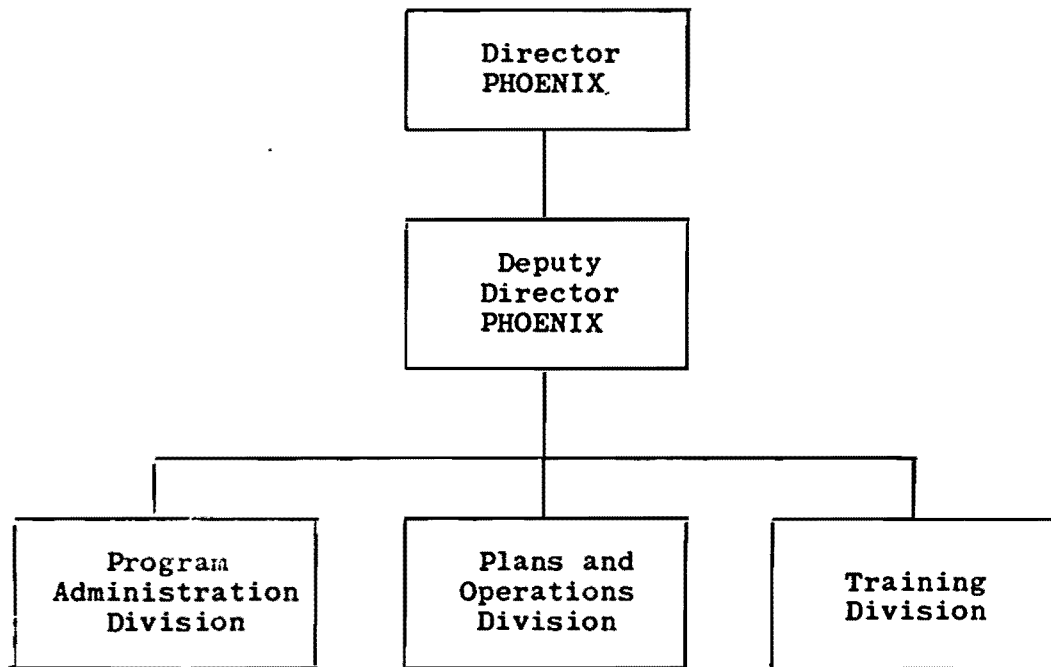 Director
PHOENIX
Deputy
Director
PHOENIX
Program
Administration
Division
Plans and
Operations
Division
Training
Division